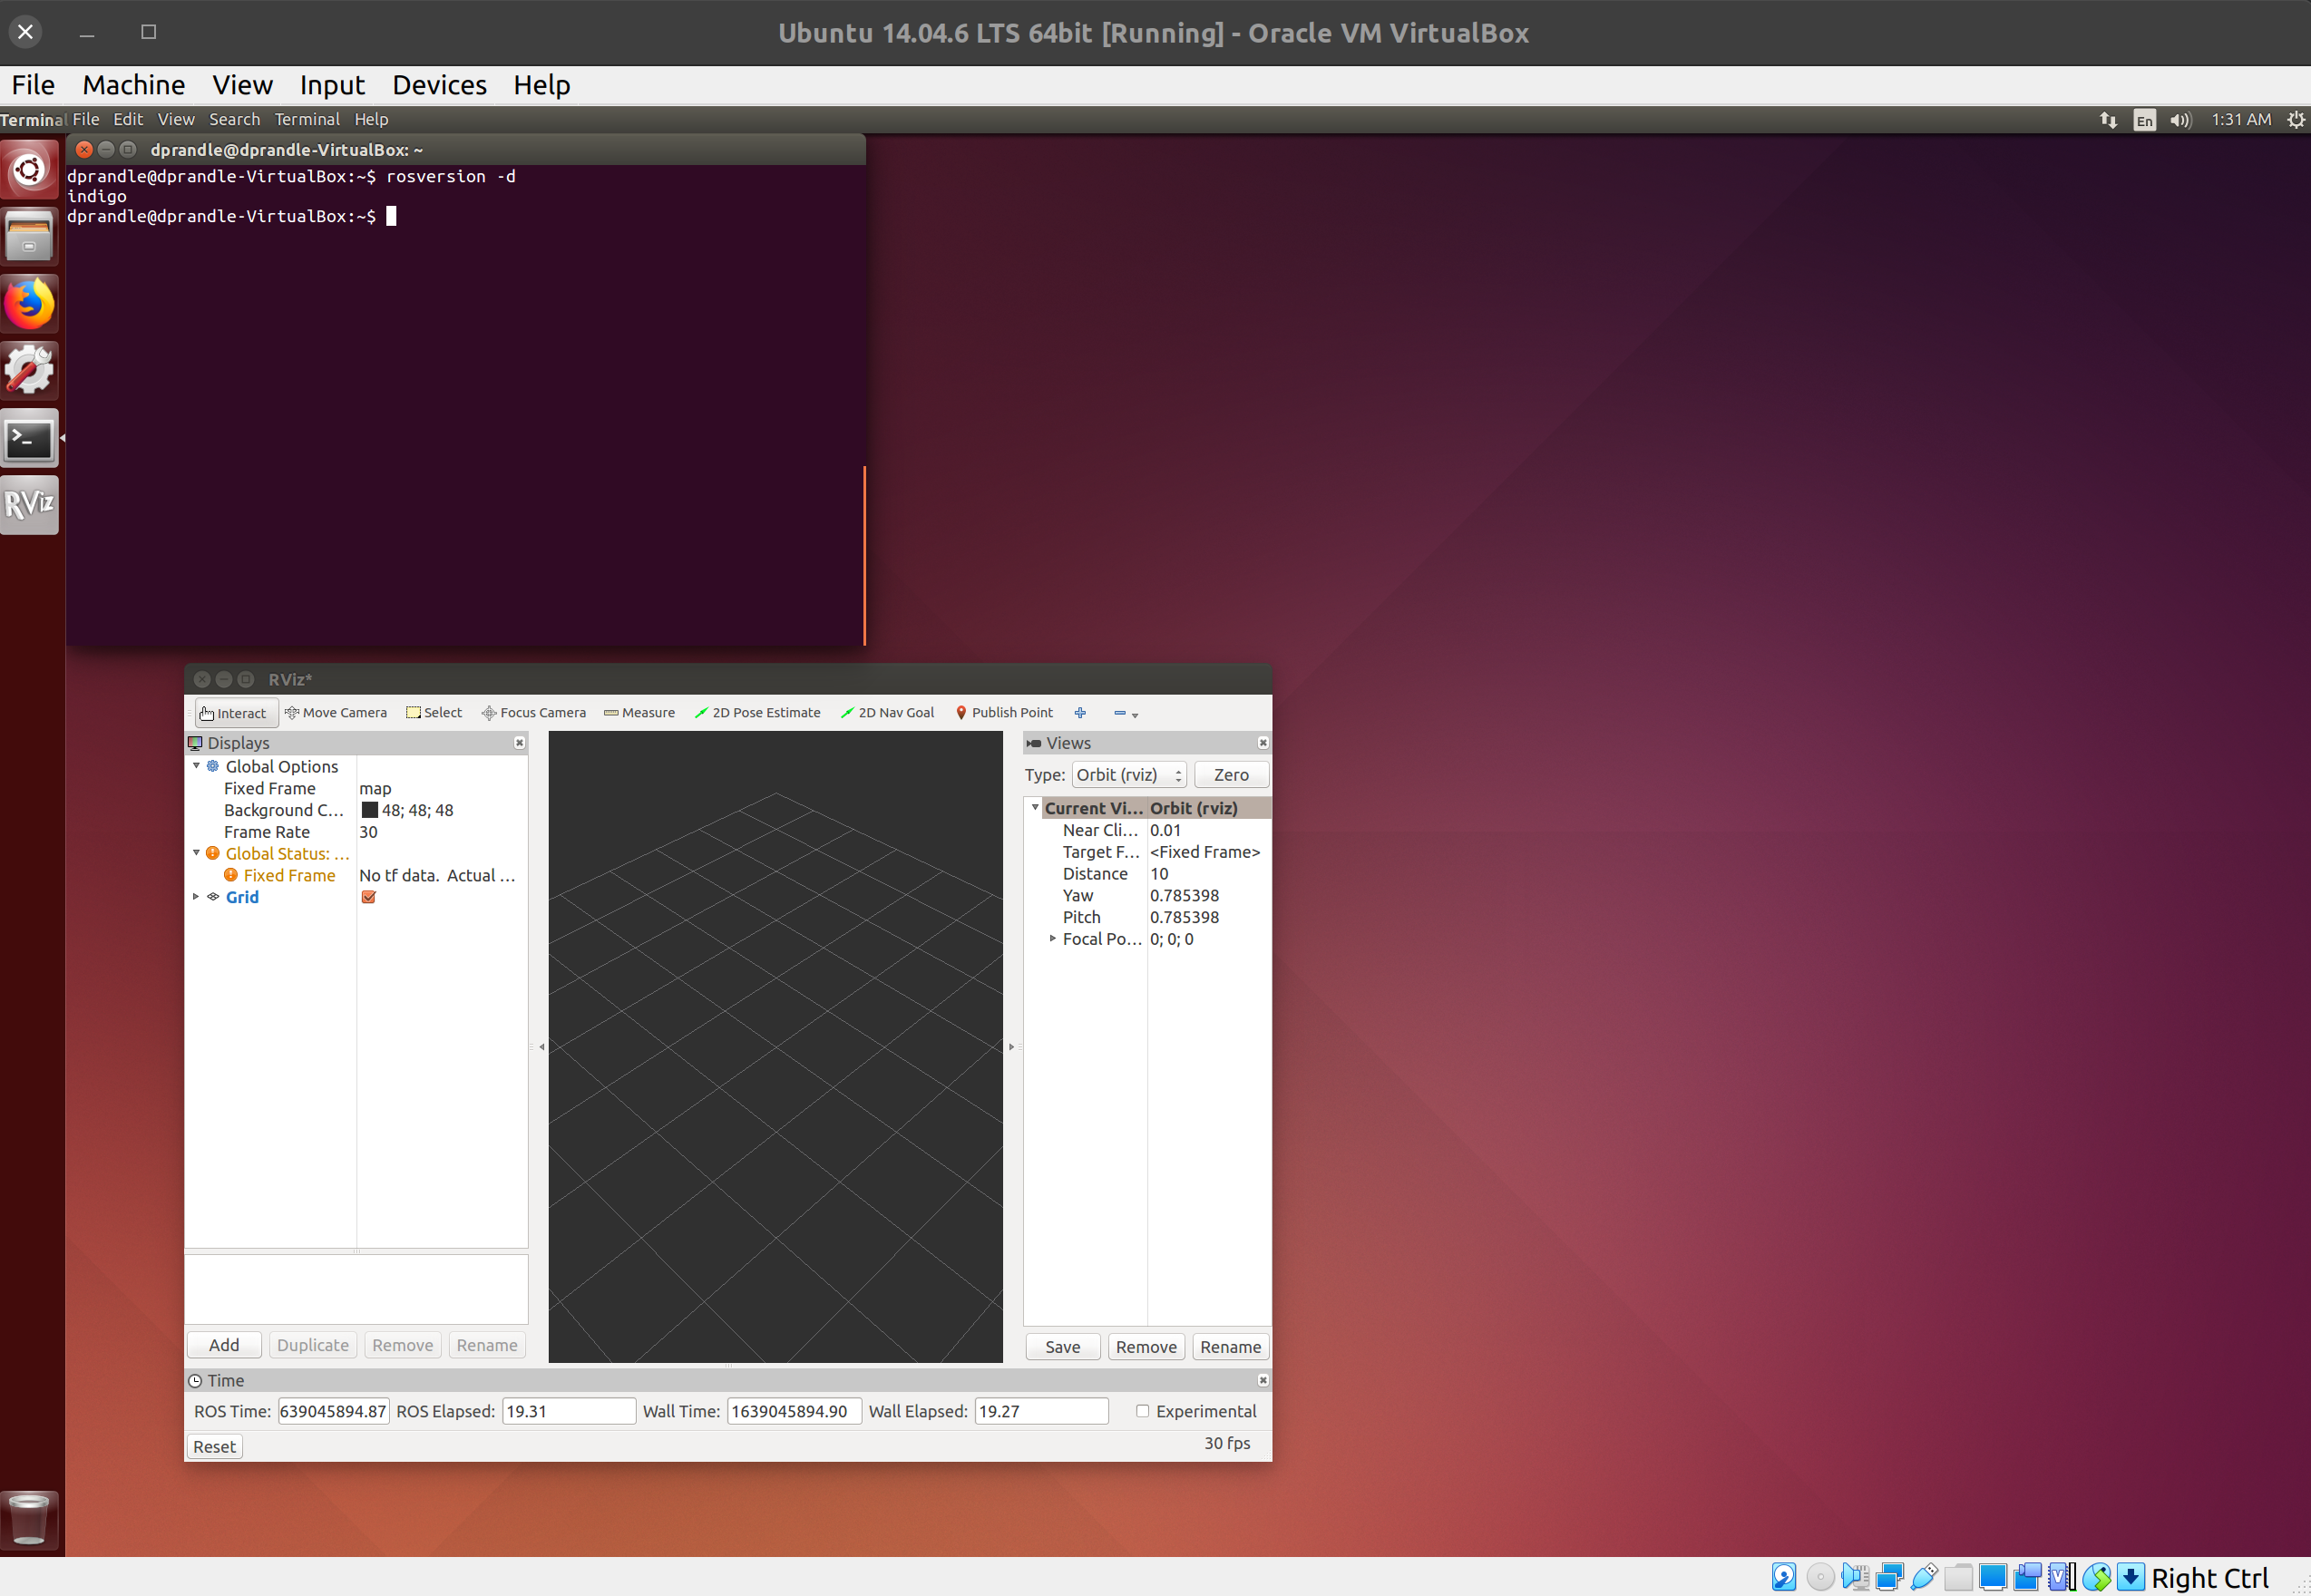 Ubuntu 14.04.6 LTS 64bit [Running] - Oracle VM VirtualBox
File Machine View Input Devices Help
Terminal File Edit View Search Terminal Help
En 1:31 AM
dprandle@dprandle-VirtualBox: ~
dprandle@dprandle-VirtualBox:~$ rosversion -d
indigo
dprandle@dprandle-VirtualBox:~$
RViz
RViz*
Interact Move Camera Select Focus Camera Measure 2D Pose Estimate 2D Nav Goal Publish Point
Displays
Global Options
Fixed Frame map
Background C... 48; 48; 48
Frame Rate 30
Global Status: ...
Fixed Frame No tf data. Actual ...
Grid
Add Duplicate Remove Rename
Views
Type: Orbit (rviz) Zero
Current Vi... Orbit (rviz)
Near Cli... 0.01
Target F... <Fixed Frame>
Distance 10
Yaw 0.785398
Pitch 0.785398
Focal Po... 0; 0; 0
Save Remove Rename
Time
ROS Time: 639045894.87 ROS Elapsed: 19.31 Wall Time: 1639045894.90 Wall Elapsed: 19.27 Experimental
Reset 30 fps
Right Ctrl